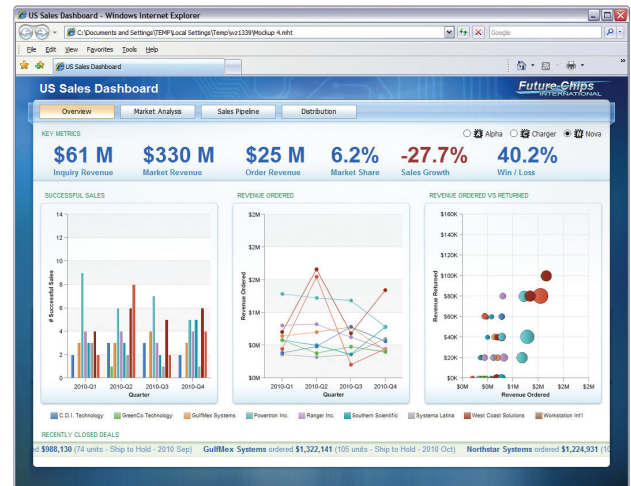 US Sales Dashboard - Windows Internet Explorer
C:\Documents and Settings\TEMP\Local Settings\Temp\wz1339\Mockup 4.mht
Google
File Edit View Favorites Tools Help
US Sales Dashboard
US Sales Dashboard
Future Chips
INTERNATIONAL
Overview Market Analysis Sales Pipeline Distribution
KEY METRICS
Alpha Charger Nova
$61 M $330 M $25 M 6.2% -27.7% 40.2%
Inquiry Revenue Market Revenue Order Revenue Market Share Sales Growth Win / Loss
SUCCESSFUL SALES
14
12
10
8
6
4
2
0
# Successful Sales
2010-Q1 2010-Q2 2010-Q3 2010-Q4
Quarter
REVENUE ORDERED
$2M
$2M
$1M
$0M
$0M
Revenue Ordered
2010-Q1 2010-Q2 2010-Q3 2010-Q4
Quarter
REVENUE ORDERED VS RETURNED
$160K
$140K
$120K
$100K
$80K
$60K
$40K
$20K
$0K
Revenue Returned
$0M $0M $1M $2M $2M $2M
Revenue Ordered
C.D.I. Technology GreenCo Technology GulfMex Systems Powertron Inc. Ranger Inc. Southern Scientific Systema Latina West Coast Solutions Workstation Int'l
RECENTLY CLOSED DEALS
$988,130 (74 units - Ship to Hold - 2010 Sep) GulfMex Systems ordered $1,322,141 (105 units - Ship to Hold - 2010 Oct) Northstar Systems ordered $1,224,931